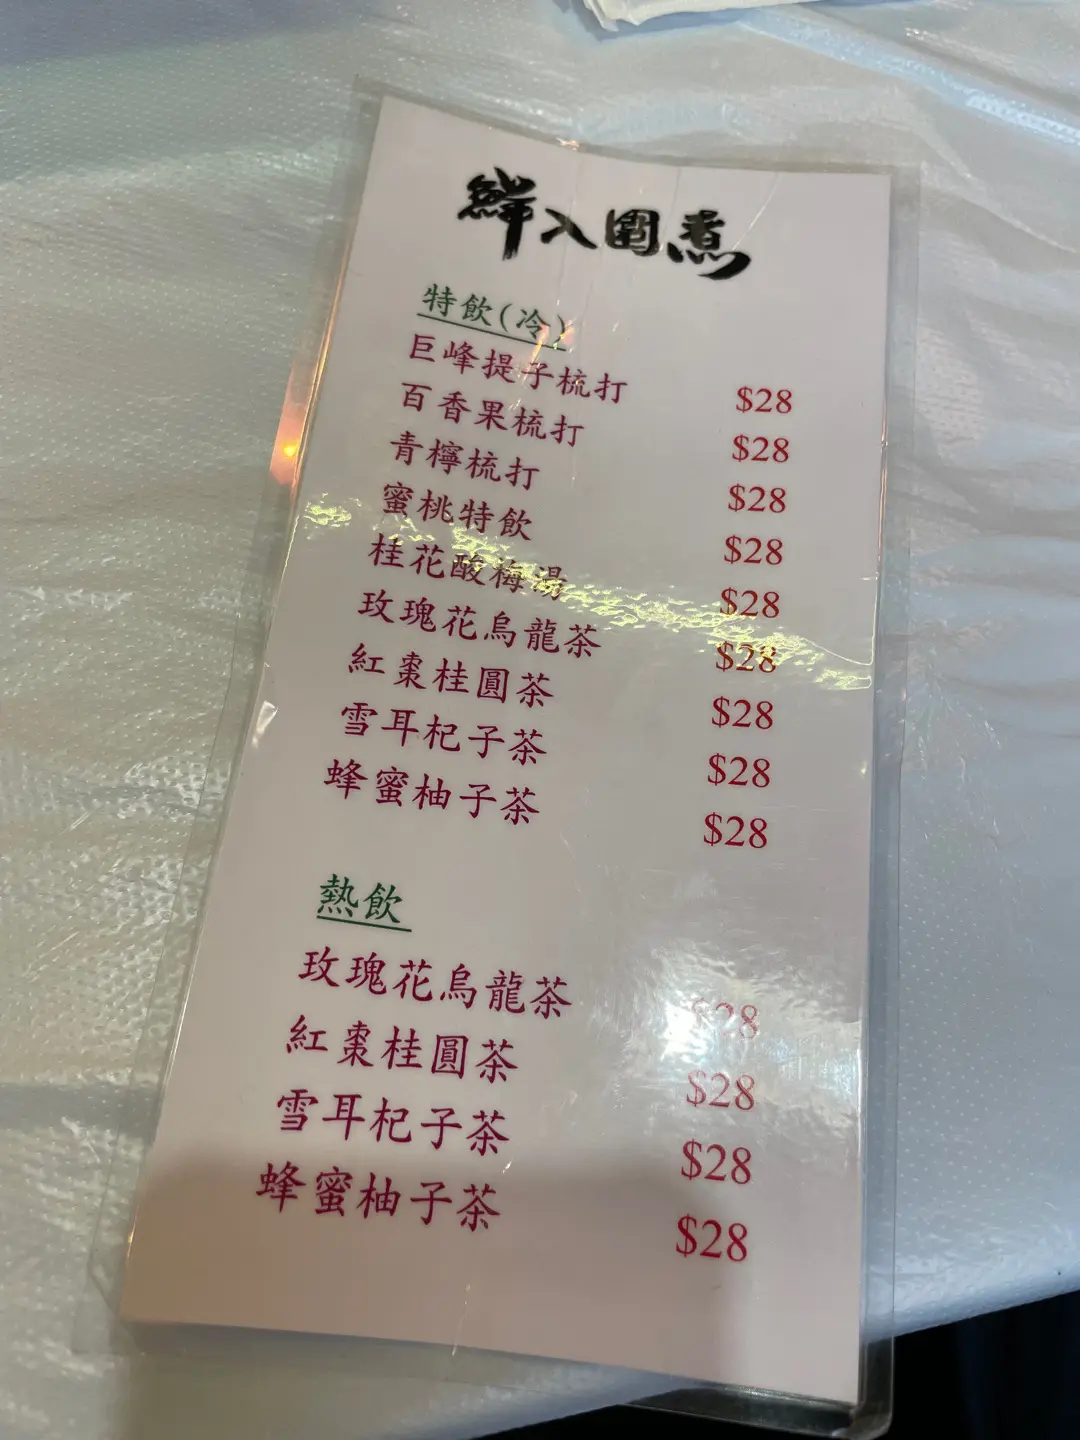 鮮入圍煮
特飲(冷)
巨峰提子梳打 $28
百香果梳打 $28
青檸梳打 $28
蜜桃特飲 $28
桂花酸梅湯 $28
玫瑰花烏龍茶 $28
紅棗桂圓茶 $28
雪耳杞子茶 $28
蜂蜜柚子茶 $28
熱飲
玫瑰花烏龍茶 $28
紅棗桂圓茶 $28
雪耳杞子茶 $28
蜂蜜柚子茶 $28